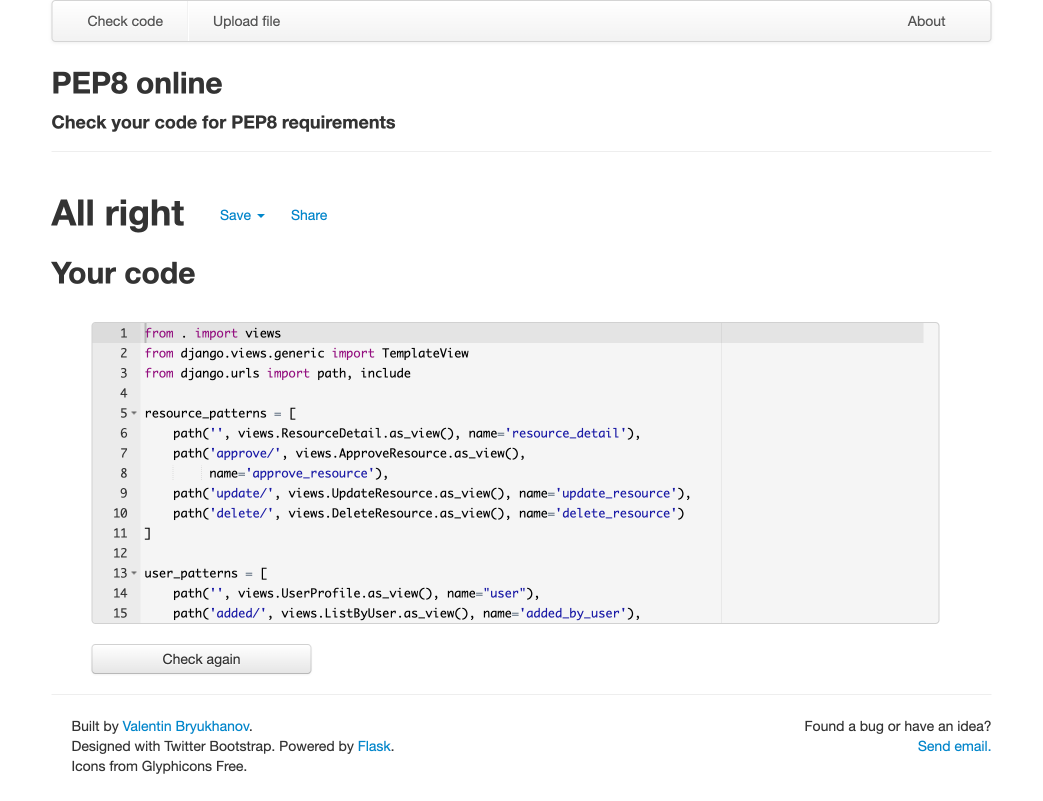 Check code Upload file About
PEP8 online
Check your code for PEP8 requirements
All right Save Share
Your code
1 from . import views
2 from django.views.generic import TemplateView
3 from django.urls import path, include
4
5 resource_patterns = [
6     path('', views.ResourceDetail.as_view(), name='resource_detail'),
7     path('approve/', views.ApproveResource.as_view(),
8          name='approve_resource'),
9     path('update/', views.UpdateResource.as_view(), name='update_resource'),
10     path('delete/', views.DeleteResource.as_view(), name='delete_resource')
11 ]
12
13 user_patterns = [
14     path('', views.UserProfile.as_view(), name="user"),
15     path('added/', views.ListByUser.as_view(), name='added_by_user'),
Check again
Built by Valentin Bryukhanov. Found a bug or have an idea?
Designed with Twitter Bootstrap. Powered by Flask. Send email.
Icons from Glyphicons Free.